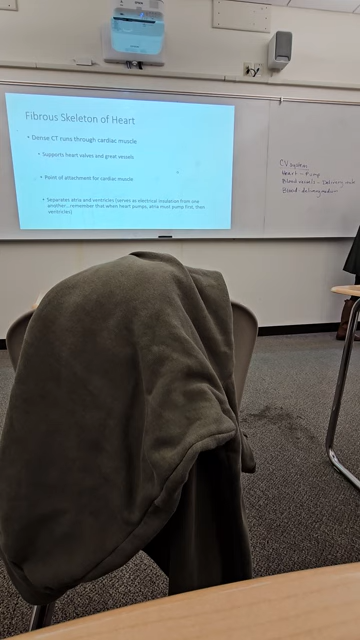 Fibrous Skeleton of Heart
• Dense CT runs through cardiac muscle
• Supports heart valves and great vessels
• Point of attachment for cardiac muscle
• Separates atria and ventricles (serves as electrical insulation from one
another; remember that when heart pumps, atria must pump first, then
ventricles)
CV system
Heart - Pump
Blood vessels - Delivery route
Blood - delivery medium